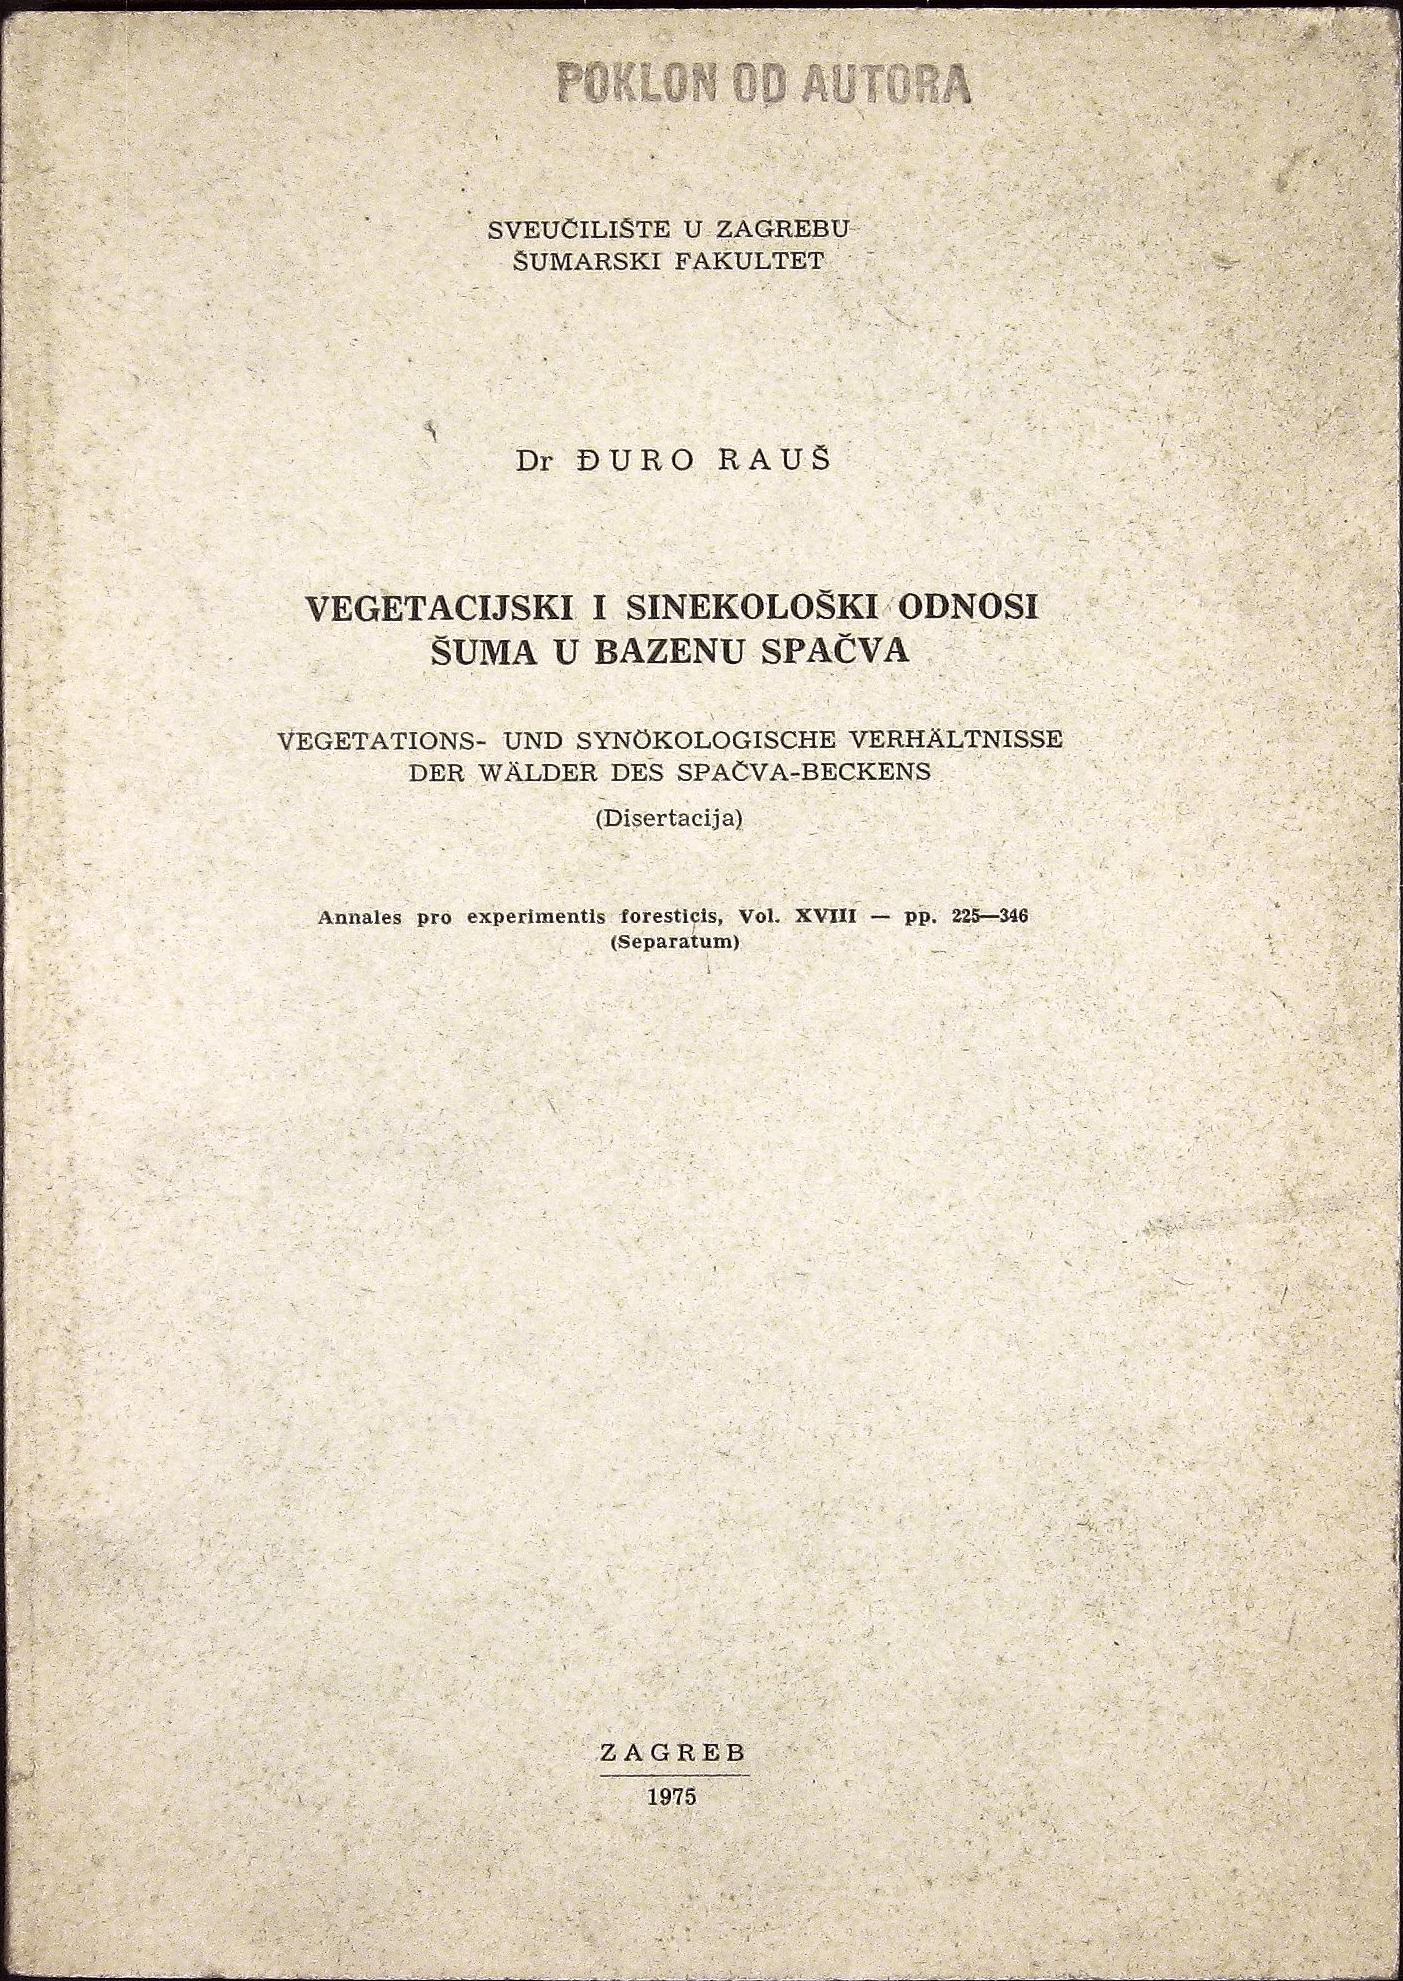 POKLON OD AUTORA
SVEUČILIŠTE U ZAGREBU
ŠUMARSKI FAKULTET
Dr ĐURO RAUŠ
VEGETACIJSKI I SINEKOLOŠKI ODNOSI
ŠUMA U BAZENU SPAČVA
VEGETATIONS- UND SYNÖKOLOGISCHE VERHÄLTNISSE
DER WÄLDER DES SPAČVA-BECKENS
(Disertacija)
Annales pro experimentis foresticis, Vol. XVIII — pp. 225—346
(Separatum)
ZAGREB
1975